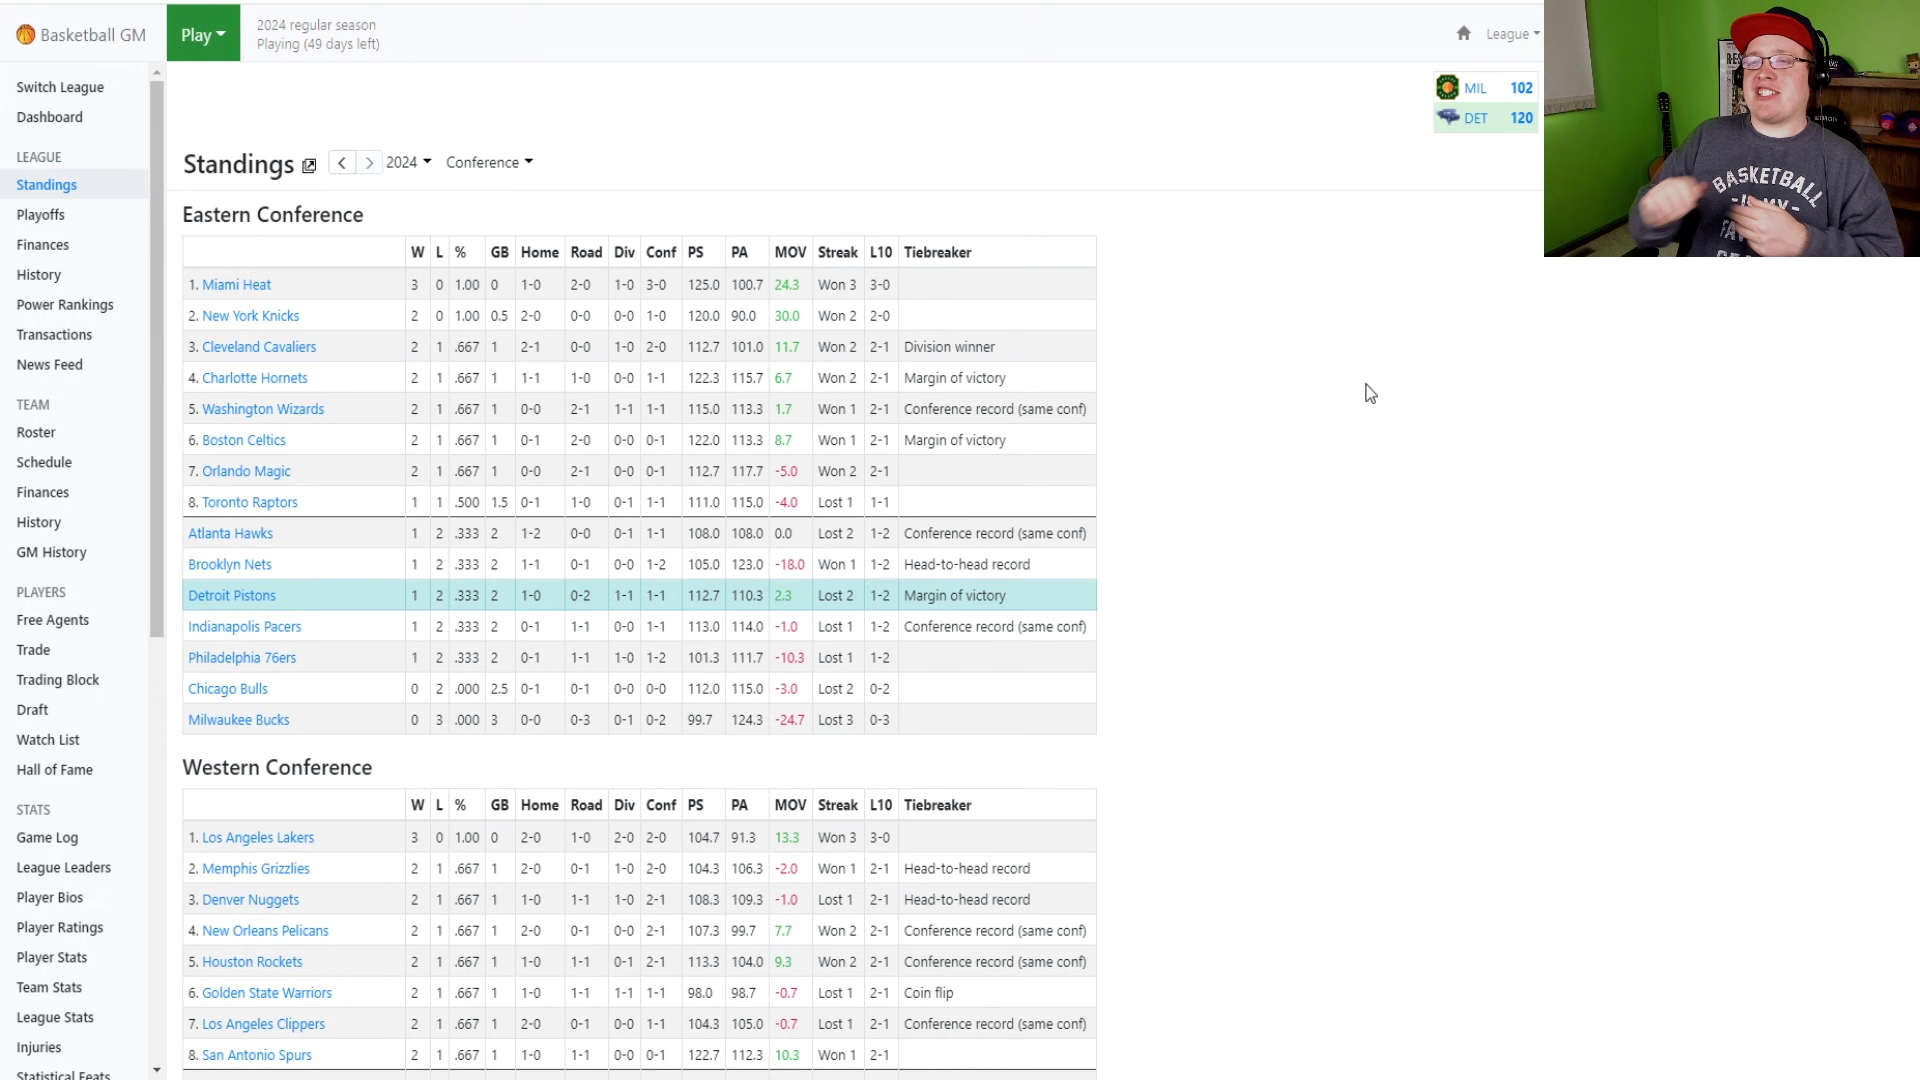 Basketball GM
Play
2024 regular season
Playing (49 days left)
League
Switch League
Dashboard
LEAGUE
Standings
Playoffs
Finances
History
Power Rankings
Transactions
News Feed
TEAM
Roster
Schedule
Finances
History
GM History
PLAYERS
Free Agents
Trade
Trading Block
Draft
Watch List
Hall of Fame
STATS
Game Log
League Leaders
Player Bios
Player Ratings
Player Stats
Team Stats
League Stats
Injuries
Statistical Feats
MIL 102
DET 120
Standings 2024 Conference
Eastern Conference
W L % GB Home Road Div Conf PS PA MOV Streak L10 Tiebreaker
1. Miami Heat 3 0 1.00 0 1-0 2-0 1-0 3-0 125.0 100.7 24.3 Won 3 3-0
2. New York Knicks 2 0 1.00 0.5 2-0 0-0 0-0 1-0 120.0 90.0 30.0 Won 2 2-0
3. Cleveland Cavaliers 2 1 .667 1 2-1 0-0 1-0 2-0 112.7 101.0 11.7 Won 2 2-1 Division winner
4. Charlotte Hornets 2 1 .667 1 1-1 1-0 0-0 1-1 122.3 115.7 6.7 Won 2 2-1 Margin of victory
5. Washington Wizards 2 1 .667 1 0-0 2-1 1-1 1-1 115.0 113.3 1.7 Won 1 2-1 Conference record (same conf)
6. Boston Celtics 2 1 .667 1 0-1 2-0 0-0 0-1 122.0 113.3 8.7 Won 1 2-1 Margin of victory
7. Orlando Magic 2 1 .667 1 0-0 2-1 0-0 0-1 112.7 117.7 -5.0 Won 2 2-1
8. Toronto Raptors 1 1 .500 1.5 0-1 1-0 0-1 1-1 111.0 115.0 -4.0 Lost 1 1-1
Atlanta Hawks 1 2 .333 2 1-2 0-0 0-1 1-1 108.0 108.0 0.0 Lost 2 1-2 Conference record (same conf)
Brooklyn Nets 1 2 .333 2 1-1 0-1 0-0 1-2 105.0 123.0 -18.0 Won 1 1-2 Head-to-head record
Detroit Pistons 1 2 .333 2 1-0 0-2 1-1 1-1 112.7 110.3 2.3 Lost 2 1-2 Margin of victory
Indianapolis Pacers 1 2 .333 2 0-1 1-1 0-0 1-1 113.0 114.0 -1.0 Lost 1 1-2 Conference record (same conf)
Philadelphia 76ers 1 2 .333 2 0-1 1-1 1-0 1-2 101.3 111.7 -10.3 Lost 1 1-2
Chicago Bulls 0 2 .000 2.5 0-1 0-1 0-0 0-0 112.0 115.0 -3.0 Lost 2 0-2
Milwaukee Bucks 0 3 .000 3 0-0 0-3 0-1 0-2 99.7 124.3 -24.7 Lost 3 0-3
Western Conference
W L % GB Home Road Div Conf PS PA MOV Streak L10 Tiebreaker
1. Los Angeles Lakers 3 0 1.00 0 2-0 1-0 2-0 2-0 104.7 91.3 13.3 Won 3 3-0
2. Memphis Grizzlies 2 1 .667 1 2-0 0-1 1-0 2-0 104.3 106.3 -2.0 Won 1 2-1 Head-to-head record
3. Denver Nuggets 2 1 .667 1 1-0 1-1 1-0 2-1 108.3 109.3 -1.0 Lost 1 2-1 Head-to-head record
4. New Orleans Pelicans 2 1 .667 1 2-0 0-1 0-0 2-1 107.3 99.7 7.7 Won 2 2-1 Conference record (same conf)
5. Houston Rockets 2 1 .667 1 1-0 1-1 0-1 2-1 113.3 104.0 9.3 Won 2 2-1 Conference record (same conf)
6. Golden State Warriors 2 1 .667 1 1-0 1-1 1-1 1-1 98.0 98.7 -0.7 Lost 1 2-1 Coin flip
7. Los Angeles Clippers 2 1 .667 1 2-0 0-1 0-0 1-1 104.3 105.0 -0.7 Lost 1 2-1 Conference record (same conf)
8. San Antonio Spurs 2 1 .667 1 1-0 1-1 0-0 0-1 122.7 112.3 10.3 Won 1 2-1
BASKETBALL